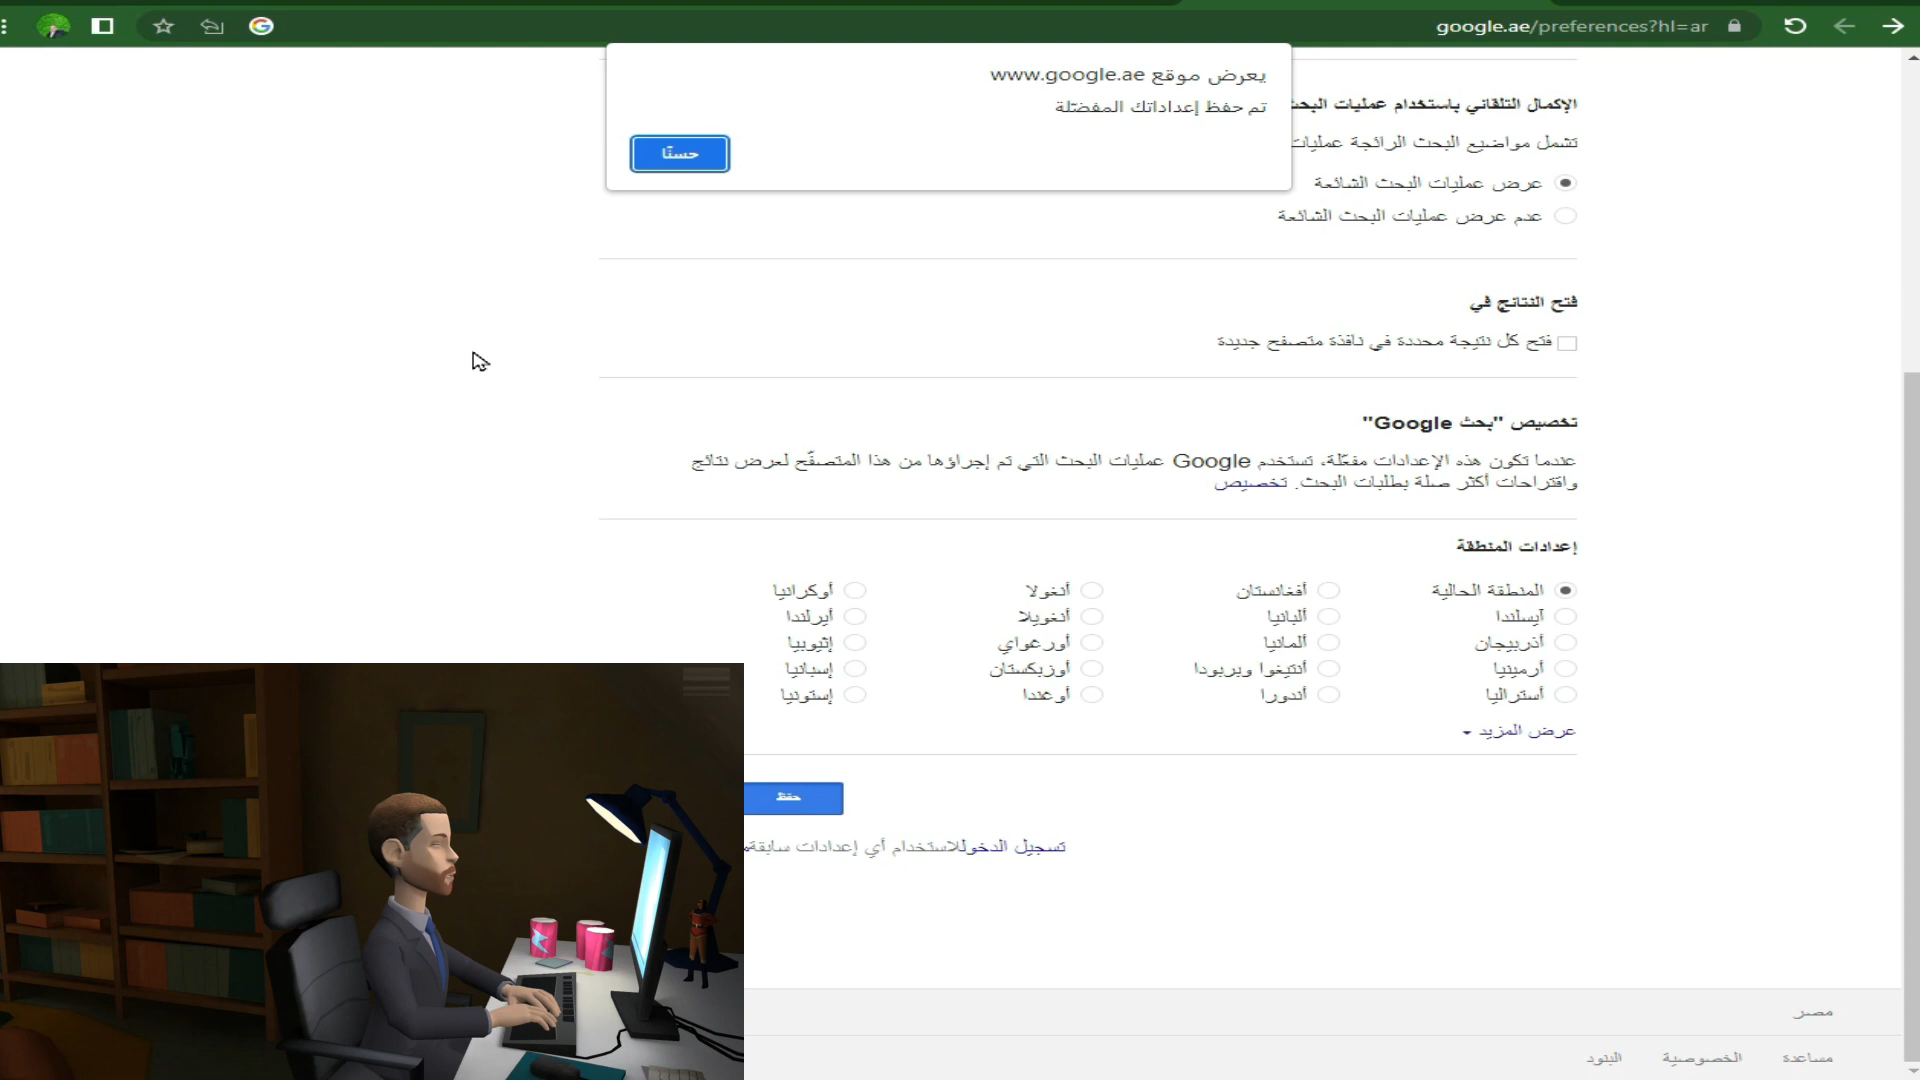 google.ae/preferences?hl=ar
يعرض موقع www.google.ae
تم حفظ إعداداتك المفضّلة
حسنًا
الإكمال التلقائي باستخدام عمليات البحث
تشمل مواضيع البحث الرائجة عمليات
عرض عمليات البحث الشائعة
عدم عرض عمليات البحث الشائعة
فتح النتائج في
فتح كل نتيجة محددة في نافذة متصفح جديدة
تخصيص "بحث Google"
عندما تكون هذه الإعدادات مفعّلة، تستخدم Google عمليات البحث التي تم إجراؤها من هذا المتصفّح لعرض نتائج
واقتراحات أكثر صلة بطلبات البحث. تخصيص
إعدادات المنطقة
المنطقة الحالية أفغانستان أنغولا أوكرانيا
آيسلندا ألبانيا أنغويلا أيرلندا
أذربيجان ألمانيا أورغواي إثيوبيا
أرمينيا أنتيغوا وبربودا أوزبكستان إسبانيا
أستراليا أندورا أوغندا إستونيا
عرض المزيد
حفظ
تسجيل الدخول لاستخدام أي إعدادات سابقة
مصر
مساعدة الخصوصية البنود